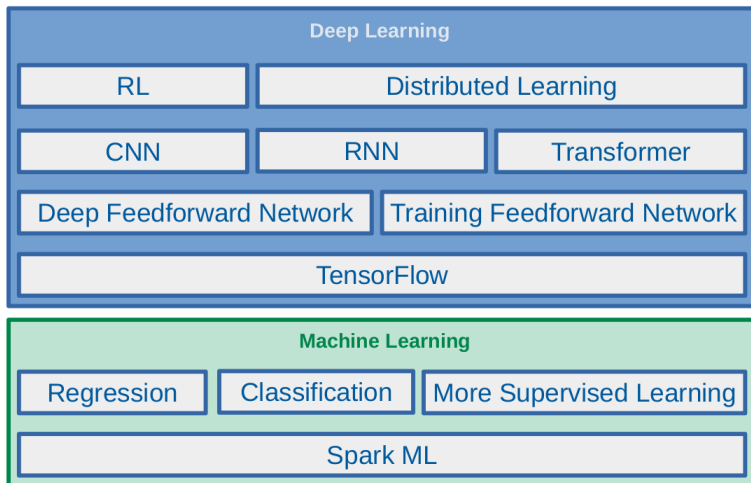 Deep Learning
RL
Distributed Learning
CNN
RNN
Transformer
Deep Feedforward Network
Training Feedforward Network
TensorFlow
Machine Learning
Regression
Classification
More Supervised Learning
Spark ML